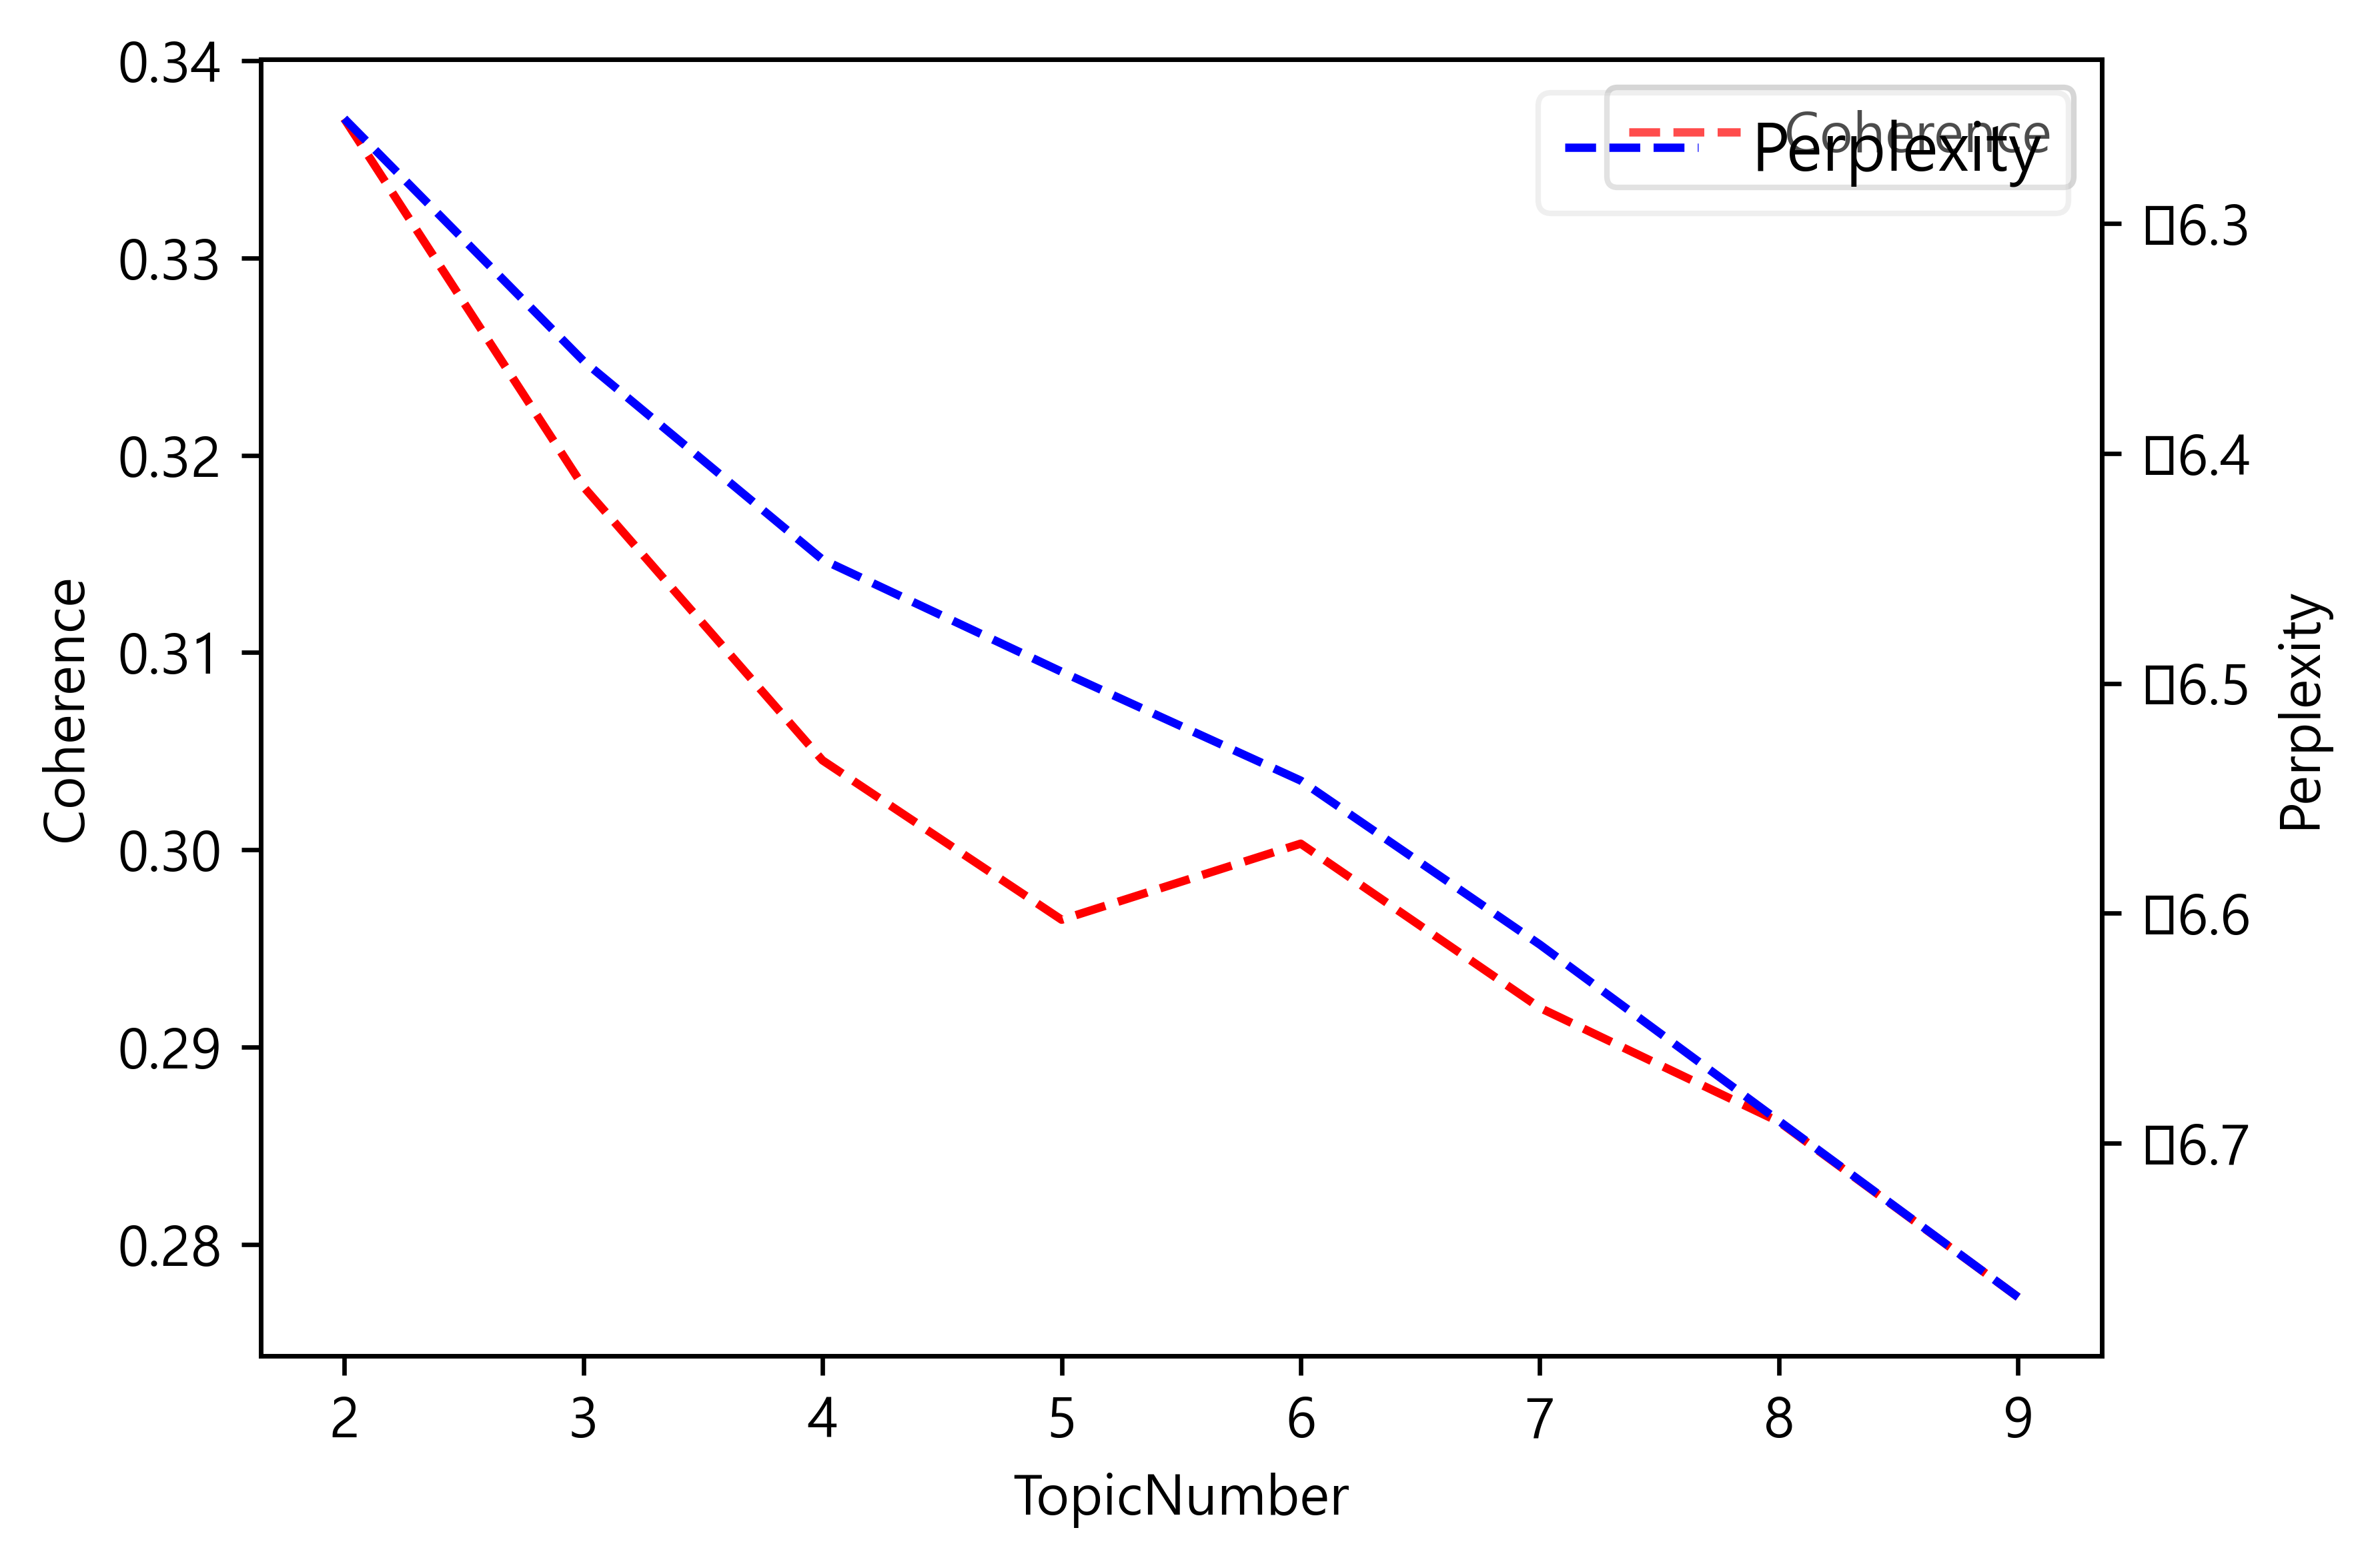 0.34
0.33
0.32
0.31
0.30
0.29
0.28
Coherence
Coherence
Perplexity
□6.3
□6.4
□6.5
□6.6
□6.7
Perplexity
2 3 4 5 6 7 8 9
TopicNumber